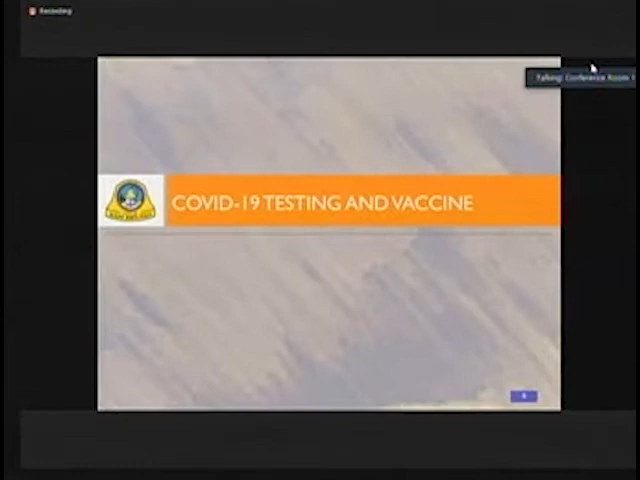 Recording
Talking: Conference Room 1
COVID-19 TESTING AND VACCINE